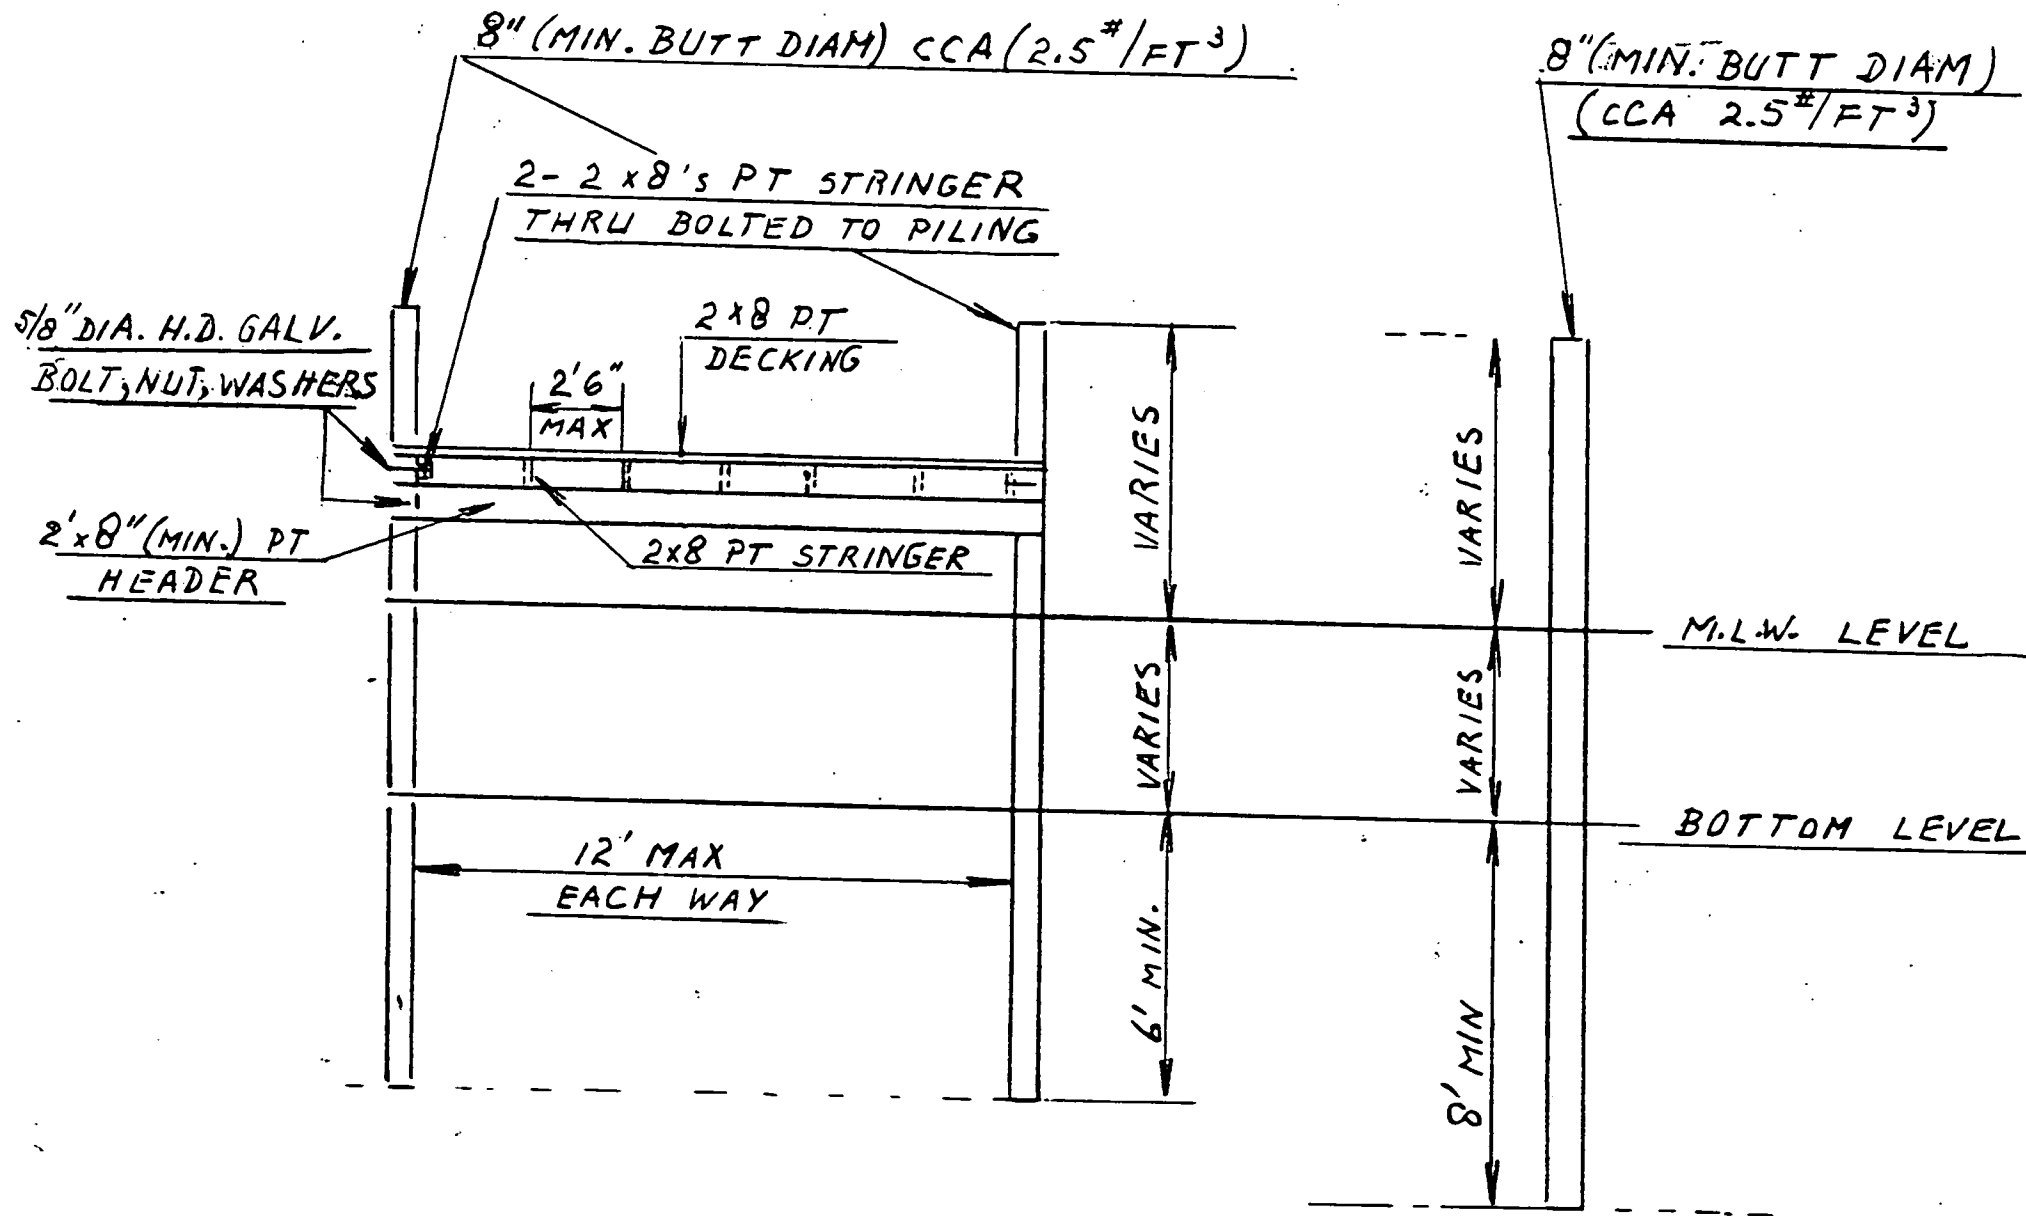 8" (MIN. BUTT DIAM) CCA (2.5#/FT³)
8" (MIN. BUTT DIAM)
(CCA 2.5#/FT³)
2- 2 x8's PT STRINGER
THRU BOLTED TO PILING
5/8" DIA. H.D. GALV.
BOLT, NUT, WASHERS
2x8 PT
DECKING
2'6"
MAX
VARIES
VARIES
2'x8" (MIN.) PT
HEADER
2x8 PT STRINGER
M.L.W. LEVEL
VARIES
VARIES
BOTTOM LEVEL
12' MAX
EACH WAY
6' MIN.
8' MIN